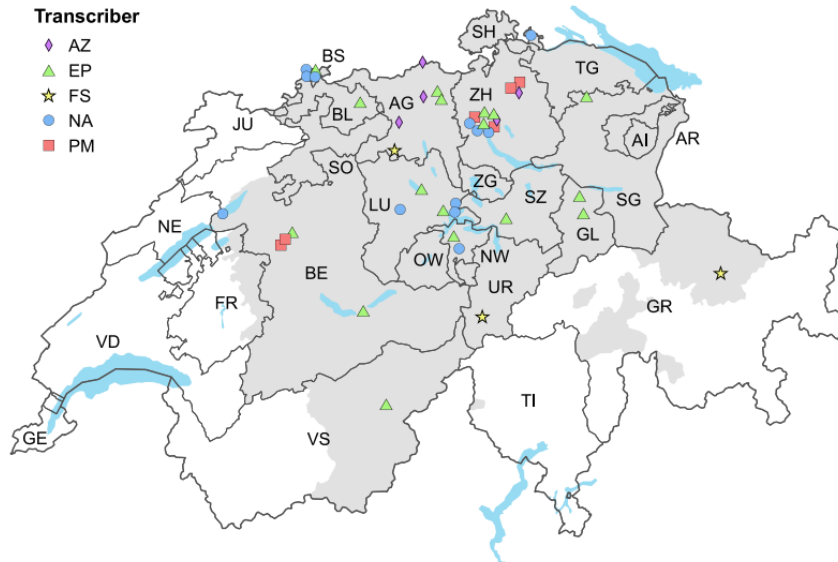 Transcriber
AZ
EP
FS
NA
PM
SH
BS
TG
BL
AG
ZH
JU
AI
AR
SO
ZG
LU
SZ
SG
NE
GL
OW
NW
BE
UR
FR
GR
VD
TI
VS
GE